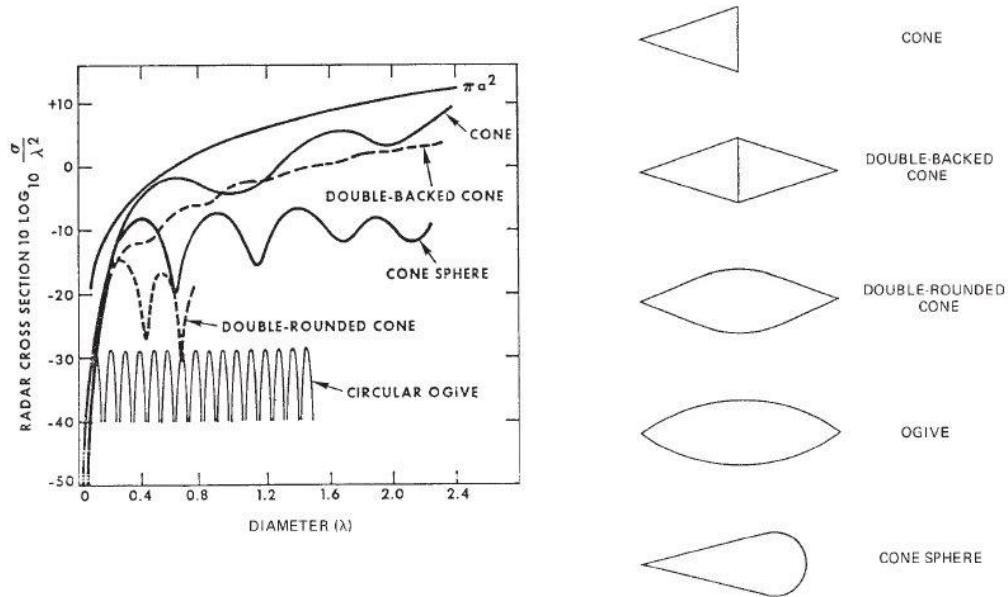 RADAR CROSS SECTION 10 LOG10 σ/λ2
+10
0
-10
-20
-30
-40
-50
πa2
CONE
DOUBLE-BACKED
CONE
CONE SPHERE
DOUBLE-ROUNDED CONE
CIRCULAR OGiVE
0 0.4 0.8 1.2 1.6 2.0 2.4
DIAMETER (λ)
CONE
DOUBLE-BACKED
CONE
DOUBLE-ROUNDED
CONE
OGIVE
CONE SPHERE